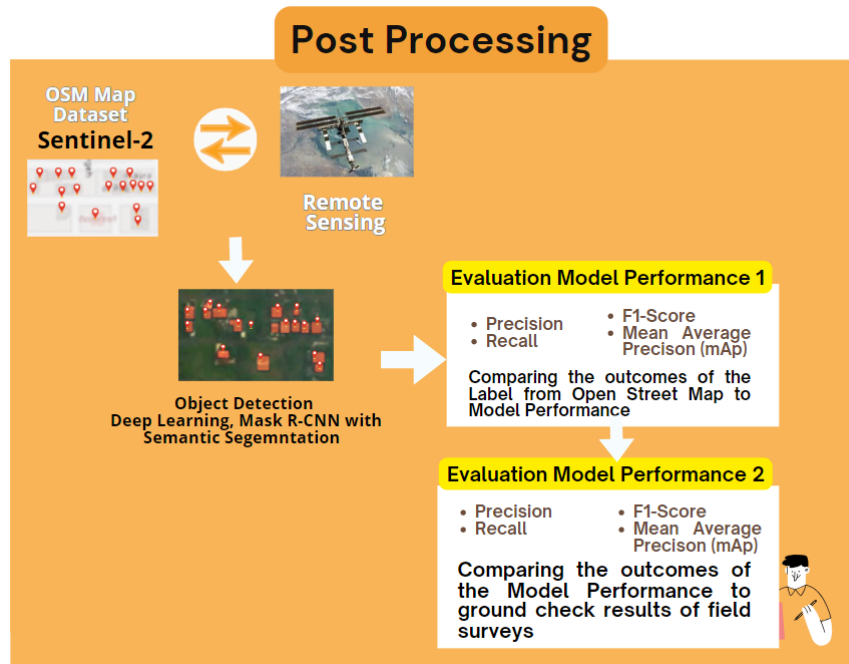 Post Processing
OSM Map
Dataset
Sentinel-2
Remote
Sensing
Object Detection
Deep Learning, Mask R-CNN with
Semantic Segemntation
Evaluation Model Performance 1
• Precision
• Recall
• F1-Score
• Mean Average
Precison (mAp)
Comparing the outcomes of the
Label from Open Street Map to
Model Performance
Evaluation Model Performance 2
• Precision
• Recall
• F1-Score
• Mean Average
Precison (mAp)
Comparing the outcomes of
the Model Performance to
ground check results of field
surveys